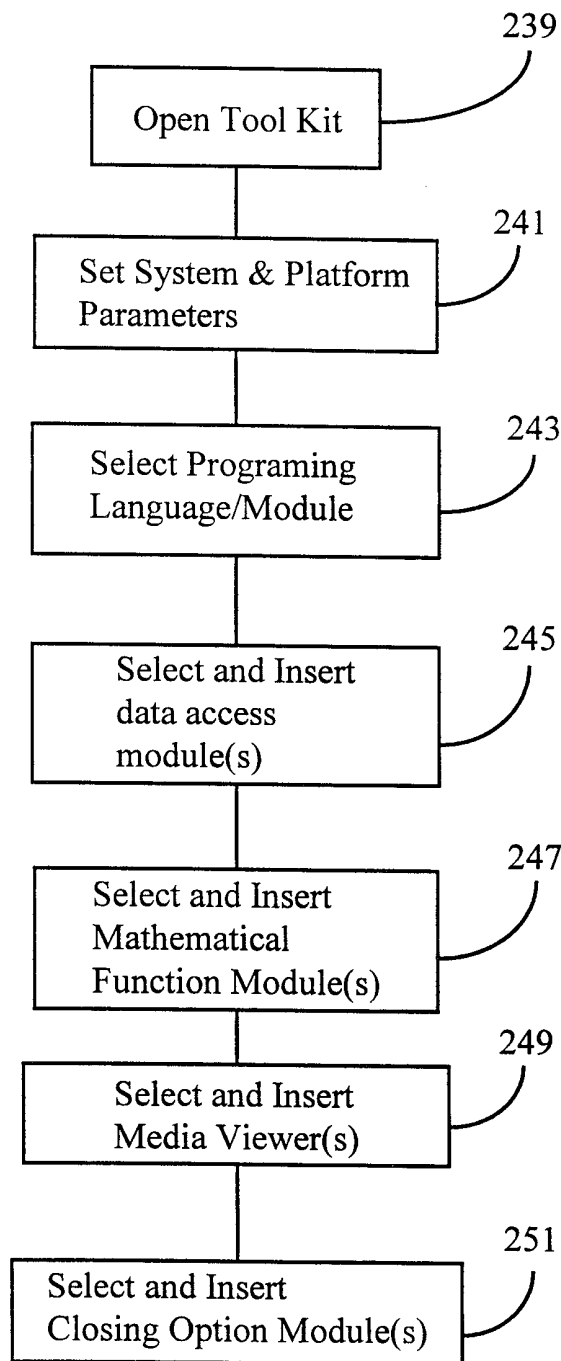 239
Open Tool Kit
241
Set System & Platform
Parameters
243
Select Programing
Language/Module
245
Select and Insert
data access
module(s)
247
Select and Insert
Mathematical
Function Module(s)
249
Select and Insert
Media Viewer(s)
251
Select and Insert
Closing Option Module(s)